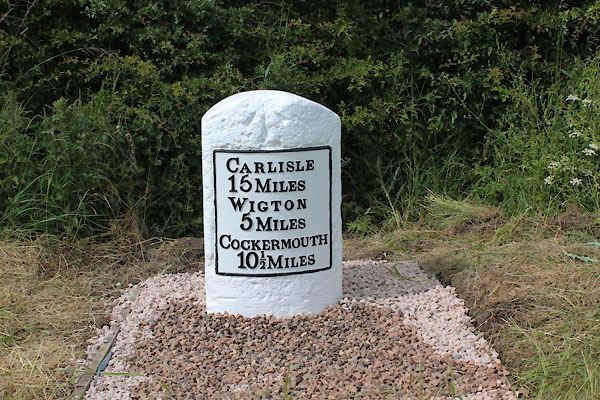 CARLISLE
15 MILES
WIGTON
5 MILES
COCKERMOUTH
10½ MILES